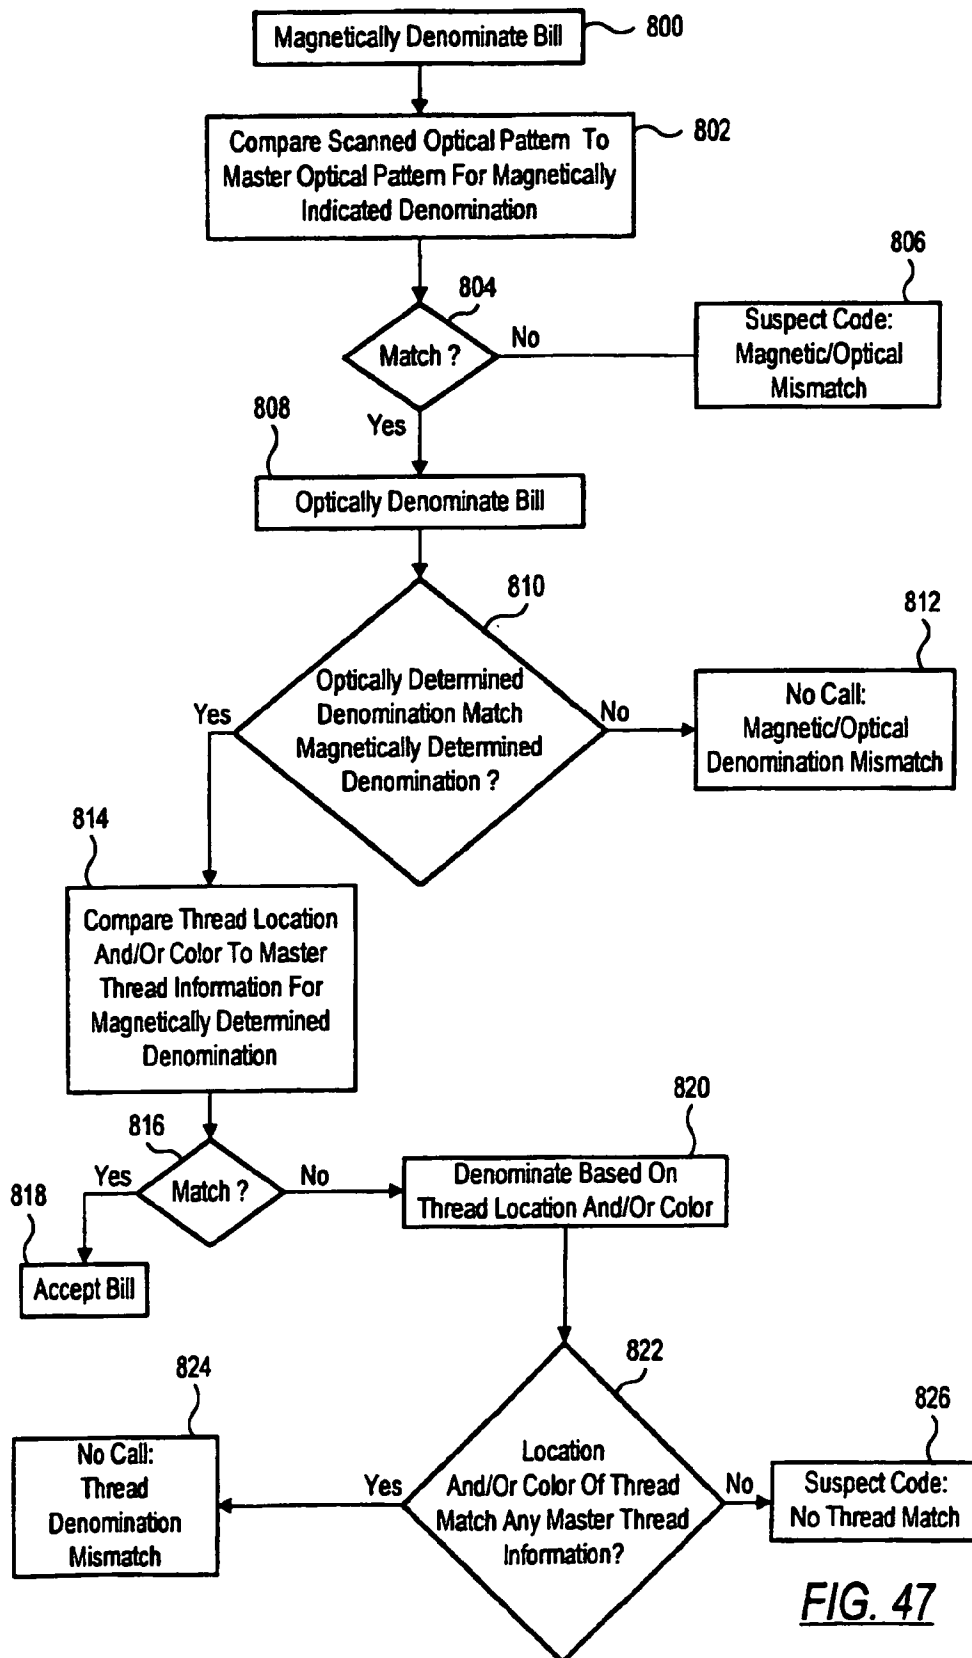 Magnetically Denominate Bill
800
Compare Scanned Optical Pattern To
Master Optical Pattern For Magnetically
Indicated Denomination
802
804
Match ?
No
806
Suspect Code:
Magnetic/Optical
Mismatch
Yes
808
Optically Denominate Bill
810
Optically Determined
Denomination Match
Magnetically Determined
Denomination ?
Yes
No
812
No Call:
Magnetic/Optical
Denomination Mismatch
814
Compare Thread Location
And/Or Color To Master
Thread Information For
Magnetically Determined
Denomination
816
Match ?
Yes
No
818
Accept Bill
820
Denominate Based On
Thread Location And/Or Color
822
Location
And/Or Color Of Thread
Match Any Master Thread
Information?
Yes
No
824
No Call:
Thread
Denomination
Mismatch
826
Suspect Code:
No Thread Match
FIG. 47